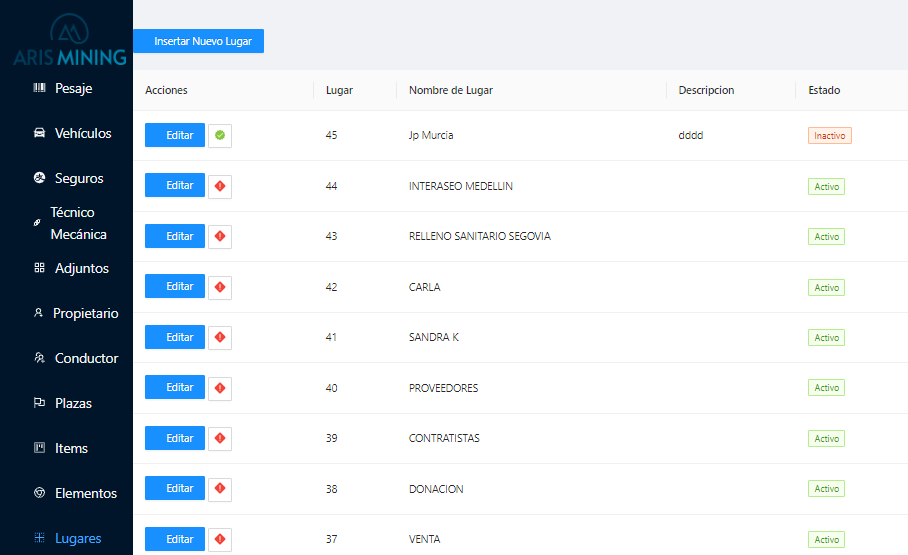 ARIS MINING
Pesaje
Vehículos
Seguros
Técnico
Mecánica
Adjuntos
Propietario
Conductor
Plazas
Items
Elementos
Lugares
Insertar Nuevo Lugar
Acciones Lugar Nombre de Lugar Descripcion Estado
Editar 45 Jp Murcia dddd Inactivo
Editar 44 INTERASEO MEDELLIN Activo
Editar 43 RELLENO SANITARIO SEGOVIA Activo
Editar 42 CARLA Activo
Editar 41 SANDRA K Activo
Editar 40 PROVEEDORES Activo
Editar 39 CONTRATISTAS Activo
Editar 38 DONACION Activo
Editar 37 VENTA Activo